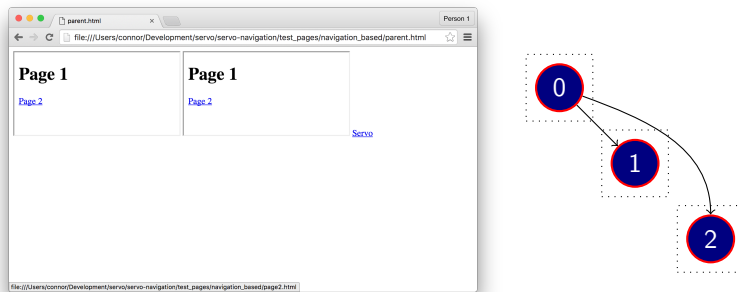 parent.html
Person 1
file:///Users/connor/Development/servo/servo-navigation/test_pages/navigation_based/parent.html
Page 1 Page 1
Page 2 Page 2
Servo
file:///Users/connor/Development/servo/servo-navigation/test_pages/navigation_based/page2.html
0
1
2